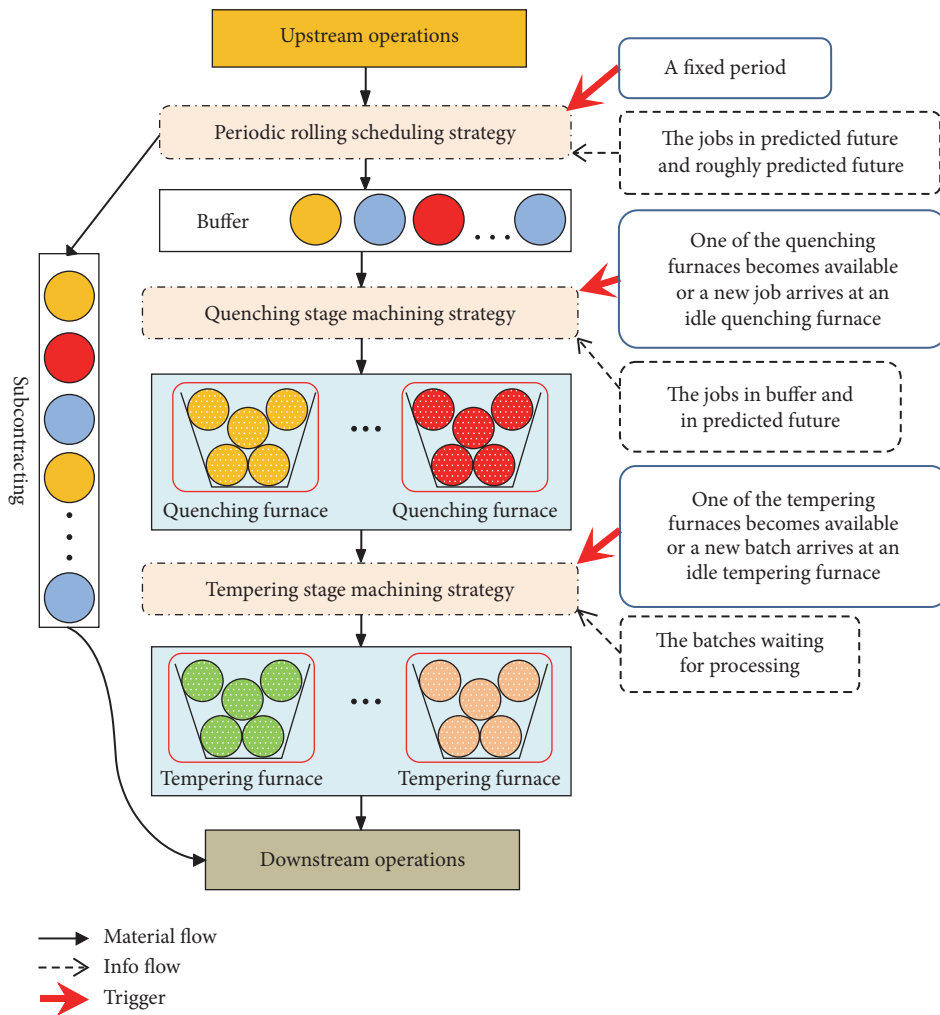 Upstream operations
A fixed period
Periodic rolling scheduling strategy
The jobs in predicted future
and roughly predicted future
Buffer
One of the quenching
furnaces becomes available
or a new job arrives at an
idle quenching furnace
Quenching stage machining strategy
The jobs in buffer and
in predicted future
Subcontracting
Quenching furnace
Quenching furnace
One of the tempering
furnaces becomes available
or a new batch arrives at an
idle tempering furnace
Tempering stage machining strategy
The batches waiting
for processing
Tempering furnace
Tempering furnace
Downstream operations
Material flow
Info flow
Trigger